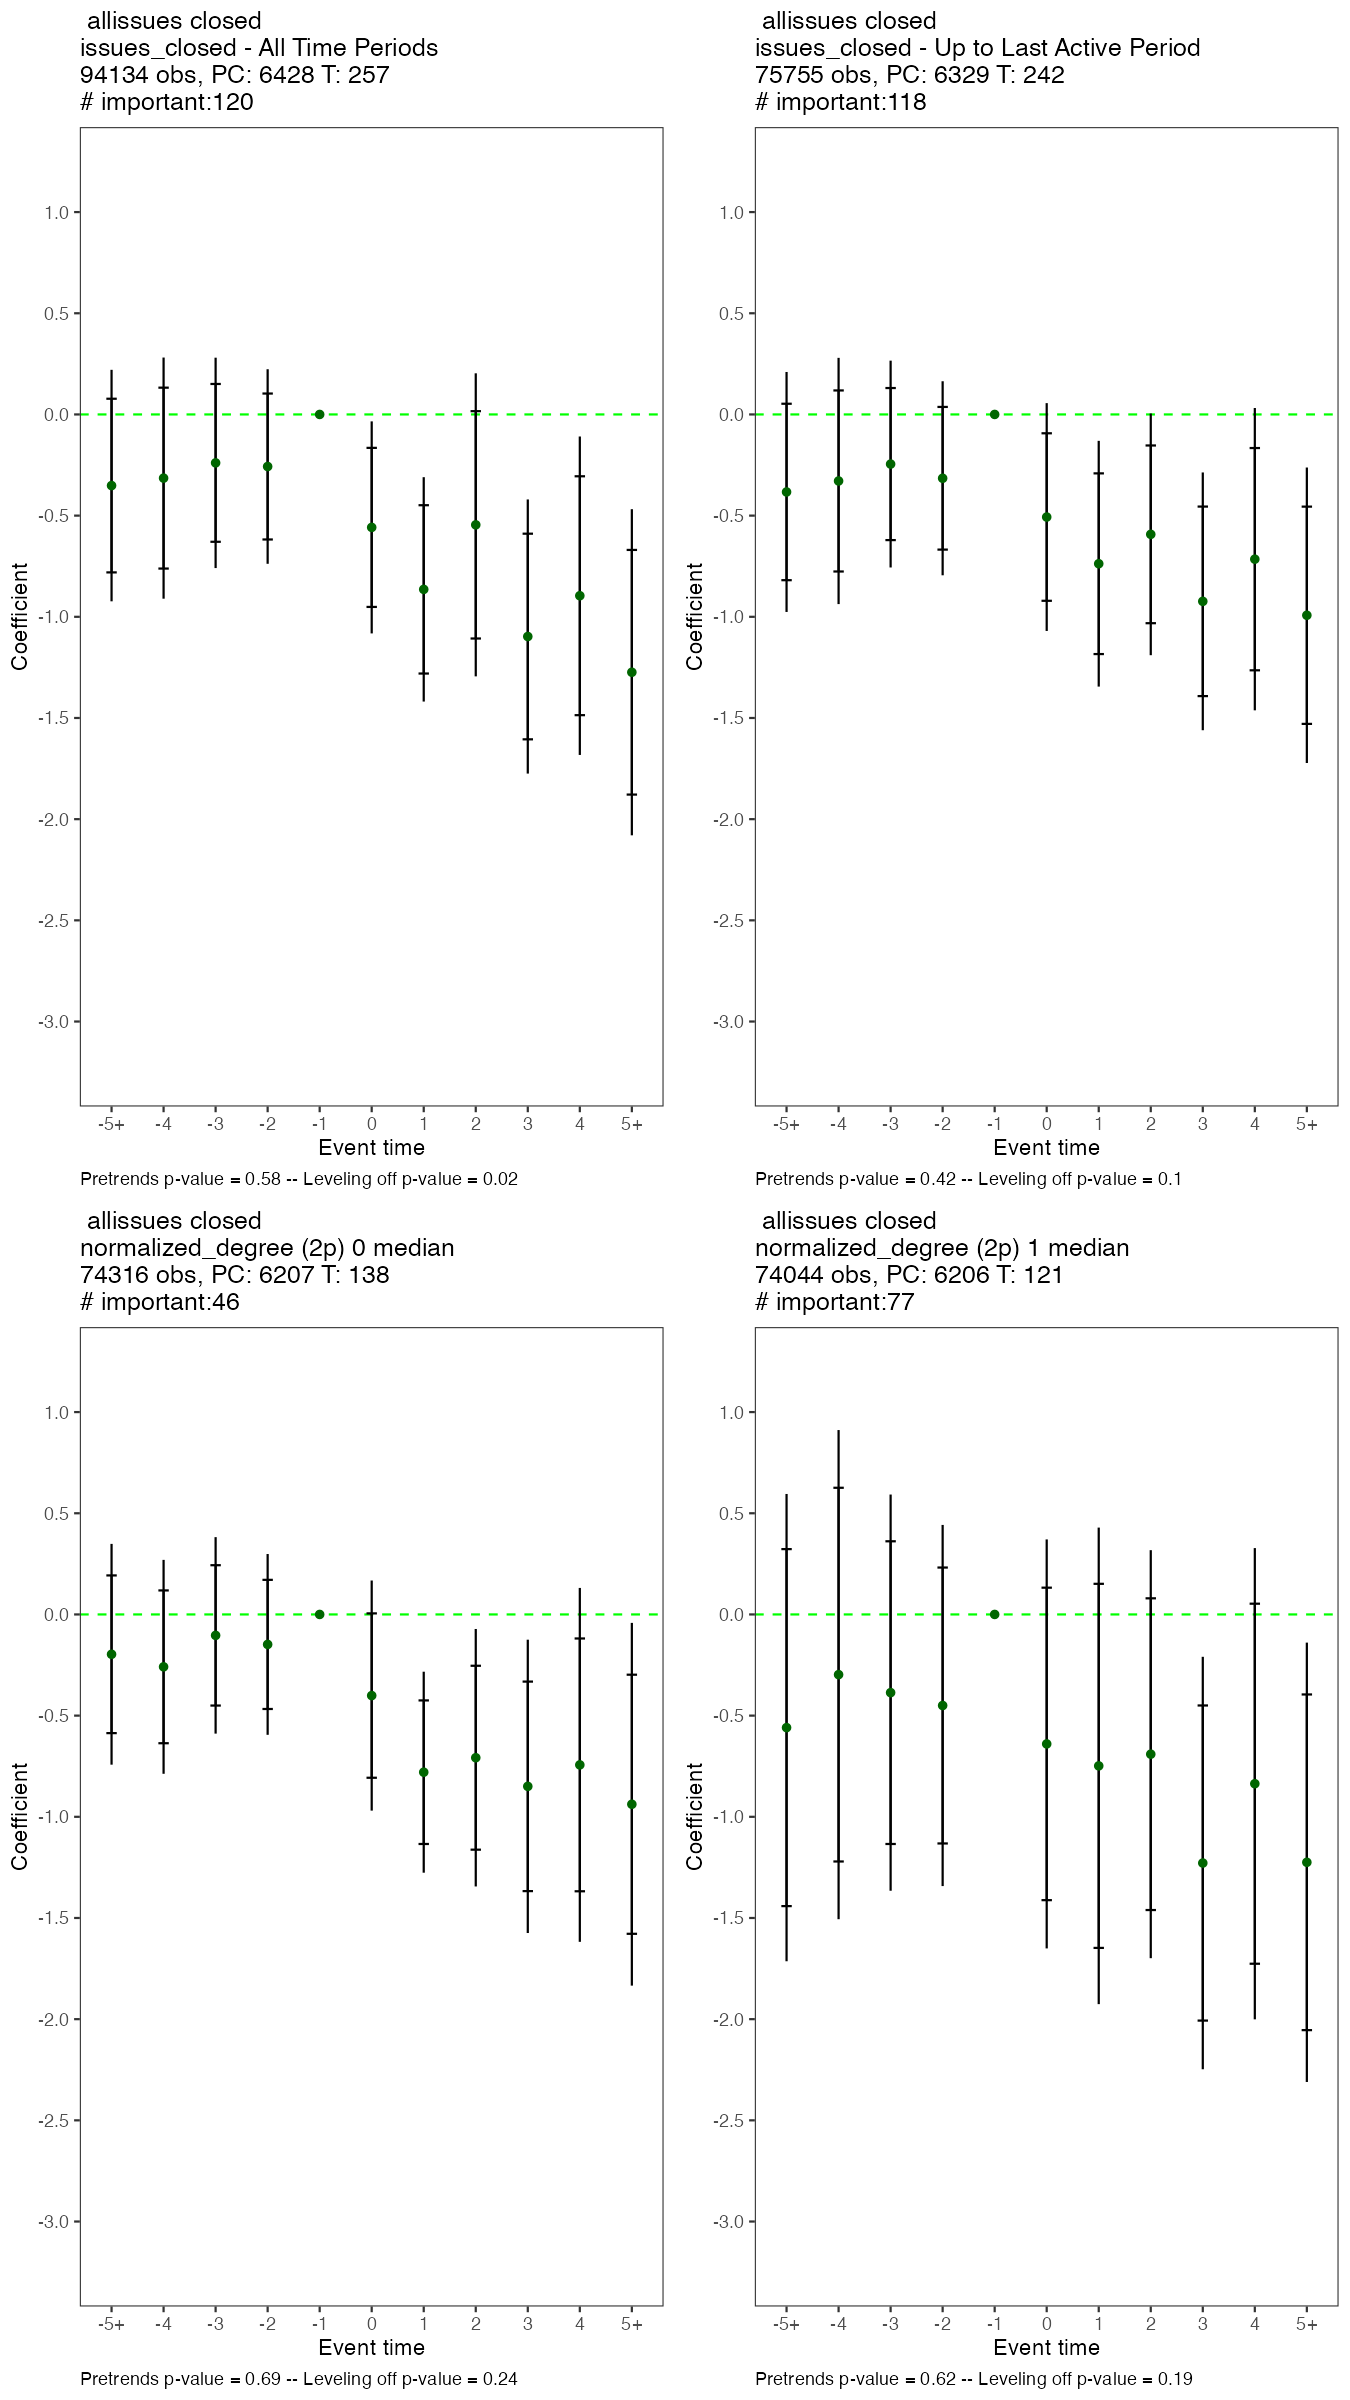 allissues closed
issues_closed - All Time Periods
94134 obs, PC: 6428 T: 257
# important:120
1.0
0.5
0.0
-0.5
-1.0
-1.5
-2.0
-2.5
-3.0
Coefficient
-5+ -4 -3 -2 -1 0 1 2 3 4 5+
Event time
Pretrends p-value = 0.58 -- Leveling off p-value = 0.02
allissues closed
issues_closed - Up to Last Active Period
75755 obs, PC: 6329 T: 242
# important:118
1.0
0.5
0.0
-0.5
-1.0
-1.5
-2.0
-2.5
-3.0
Coefficient
-5+ -4 -3 -2 -1 0 1 2 3 4 5+
Event time
Pretrends p-value = 0.42 -- Leveling off p-value = 0.1
allissues closed
normalized_degree (2p) 0 median
74316 obs, PC: 6207 T: 138
# important:46
1.0
0.5
0.0
-0.5
-1.0
-1.5
-2.0
-2.5
-3.0
Coefficient
-5+ -4 -3 -2 -1 0 1 2 3 4 5+
Event time
Pretrends p-value = 0.69 -- Leveling off p-value = 0.24
allissues closed
normalized_degree (2p) 1 median
74044 obs, PC: 6206 T: 121
# important:77
1.0
0.5
0.0
-0.5
-1.0
-1.5
-2.0
-2.5
-3.0
Coefficient
-5+ -4 -3 -2 -1 0 1 2 3 4 5+
Event time
Pretrends p-value = 0.62 -- Leveling off p-value = 0.19